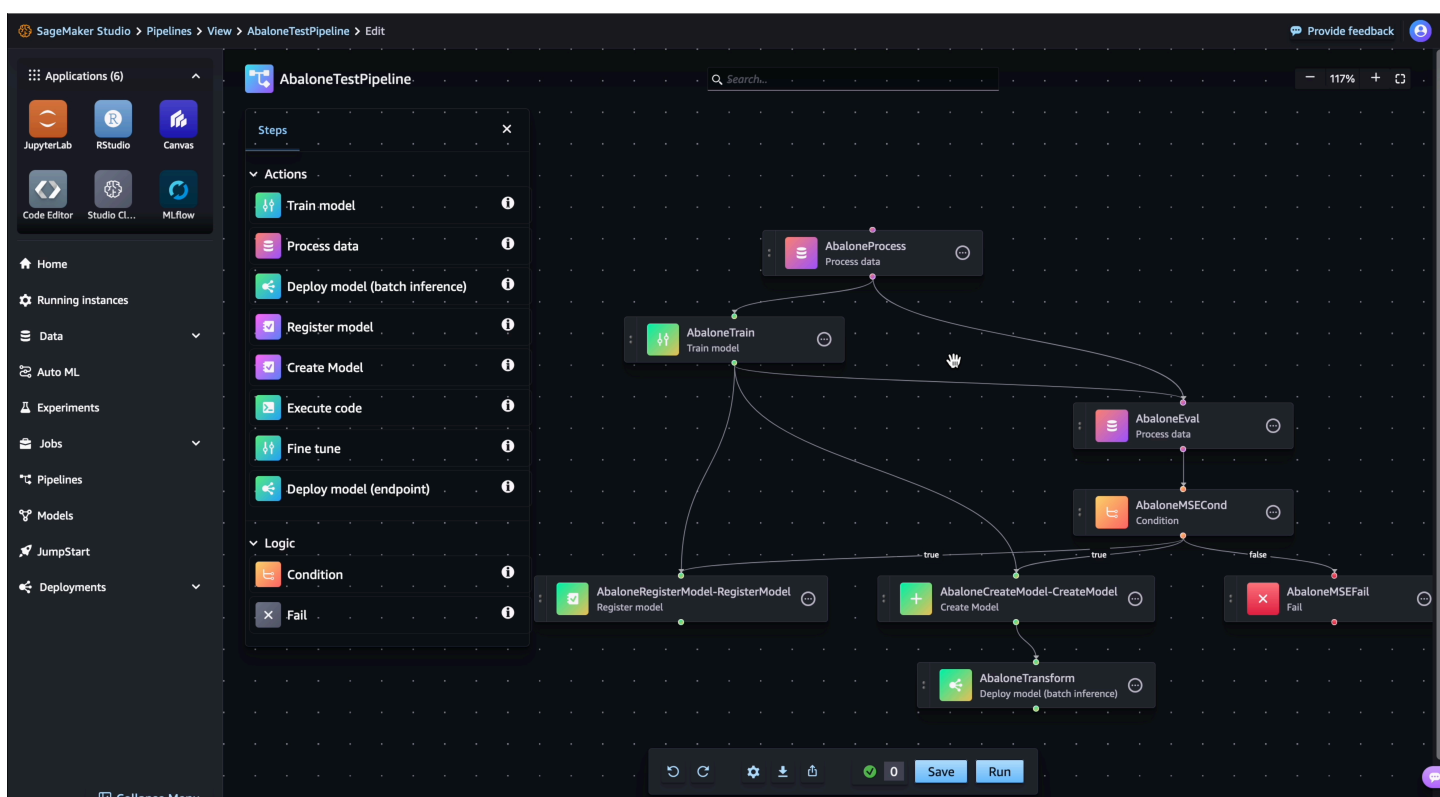 SageMaker Studio > Pipelines > View > AbaloneTestPipeline > Edit
Provide feedback
Applications (6)
JupyterLab
RStudio
Canvas
Code Editor
Studio Cl...
MLflow
Home
Running instances
Data
Auto ML
Experiments
Jobs
Pipelines
Models
JumpStart
Deployments
AbaloneTestPipeline
Search...
117%
Steps
Actions
Train model
Process data
Deploy model (batch inference)
Register model
Create Model
Execute code
Fine tune
Deploy model (endpoint)
Logic
Condition
Fail
AbaloneProcess
Process data
AbaloneTrain
Train model
AbaloneEval
Process data
AbaloneMSECond
Condition
true
true
false
AbaloneRegisterModel-RegisterModel
Register model
AbaloneCreateModel-CreateModel
Create Model
AbaloneMSEFail
Fail
AbaloneTransform
Deploy model (batch inference)
0
Save
Run